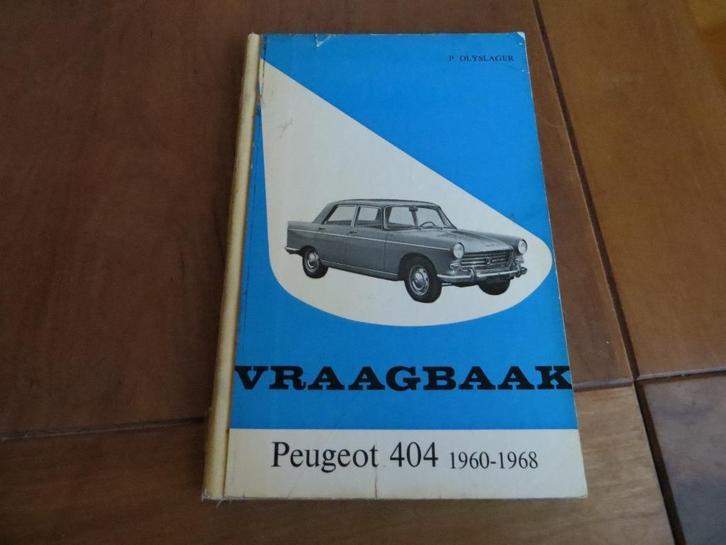 P. OLYSLAGER
VRAAGBAAK
Peugeot 404 1960-1968